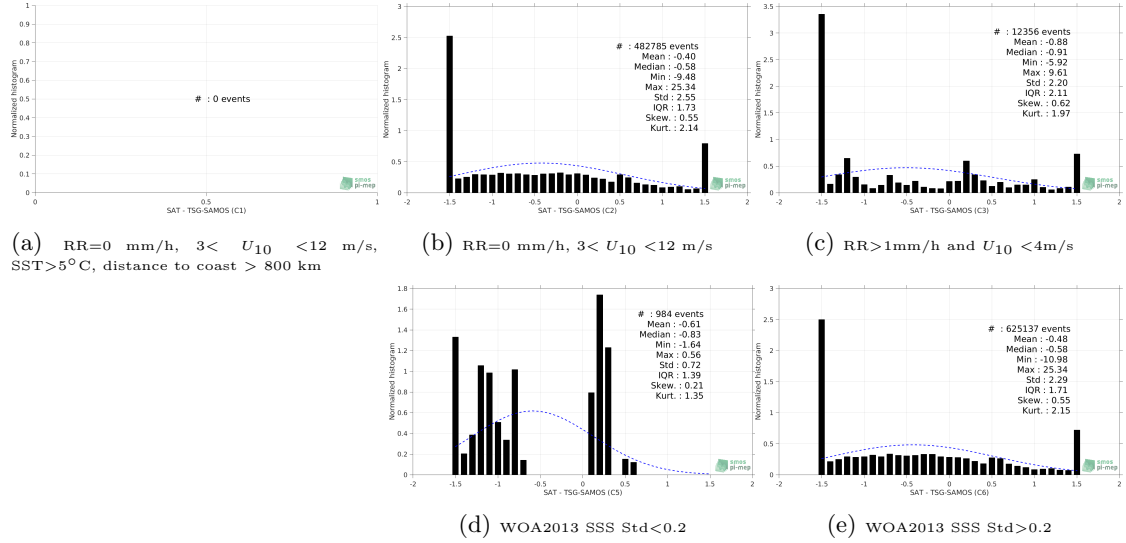 1
0.9
0.8
0.7
0.6
0.5
0.4
0.3
0.2
0.1
0
Normalized histogram
# : 0 events
smos
pi-mep
0 0.5 1
SAT - TSG-SAMOS (C1)
(a) RR=0 mm/h, 3< U10 <12 m/s,
SST>5°C, distance to coast > 800 km
3
2.5
2
1.5
1
0.5
0
Normalized histogram
# : 482785 events
Mean : -0.40
Median : -0.58
Min : -9.48
Max : 25.34
Std : 2.55
IQR : 1.73
Skew. : 0.55
Kurt. : 2.14
smos
pi-mep
-2 -1.5 -1 -0.5 0 0.5 1 1.5 2
SAT - TSG-SAMOS (C2)
(b) RR=0 mm/h, 3< U10 <12 m/s
3.5
3
2.5
2
1.5
1
0.5
0
Normalized histogram
# : 12356 events
Mean : -0.88
Median : -0.91
Min : -5.92
Max : 9.61
Std : 2.20
IQR : 2.11
Skew. : 0.62
Kurt. : 1.97
smos
pi-mep
-2 -1.5 -1 -0.5 0 0.5 1 1.5 2
SAT - TSG-SAMOS (C3)
(c) RR>1mm/h and U10 <4m/s
1.8
1.6
1.4
1.2
1
0.8
0.6
0.4
0.2
0
Normalized histogram
# : 984 events
Mean : -0.61
Median : -0.83
Min : -1.64
Max : 0.56
Std : 0.72
IQR : 1.39
Skew. : 0.21
Kurt. : 1.35
smos
pi-mep
-2 -1.5 -1 -0.5 0 0.5 1 1.5 2
SAT - TSG-SAMOS (C5)
(d) WOA2013 SSS Std<0.2
3
2.5
2
1.5
1
0.5
0
Normalized histogram
# : 625137 events
Mean : -0.48
Median : -0.58
Min : -10.98
Max : 25.34
Std : 2.29
IQR : 1.71
Skew. : 0.55
Kurt. : 2.15
smos
pi-mep
-2 -1.5 -1 -0.5 0 0.5 1 1.5 2
SAT - TSG-SAMOS (C6)
(e) WOA2013 SSS Std>0.2